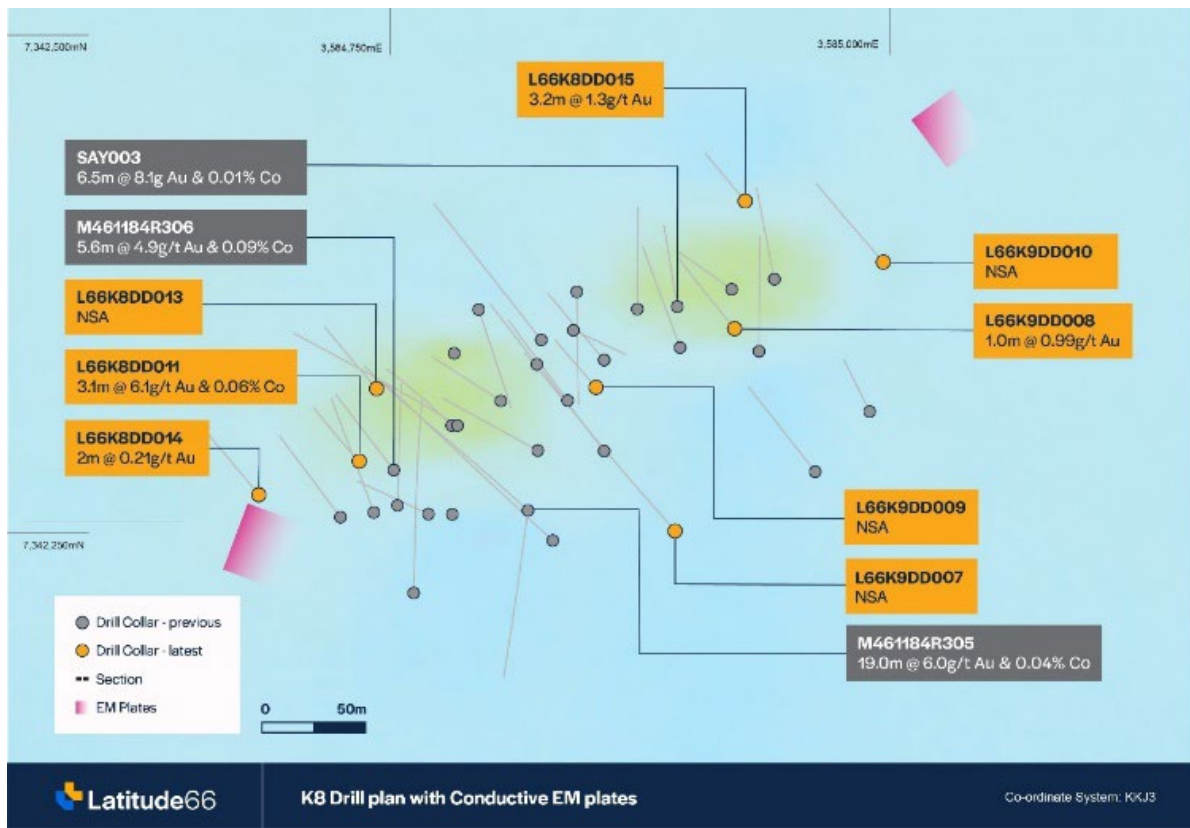 7,342,500mN
3,584,750mE
3,585,000mE
L66K8DD015
3.2m @ 1.3g/t Au
SAY003
6.5m @ 8.1g Au & 0.01% Co
M461184R306
5.6m @ 4.9g/t Au & 0.09% Co
L66K8DD013
NSA
L66K8DD011
3.1m @ 6.1g/t Au & 0.06% Co
L66K8DD014
2m @ 0.21g/t Au
L66K9DD010
NSA
L66K9DD008
1.0m @ 0.99g/t Au
L66K9DD009
NSA
L66K9DD007
NSA
M461184R305
19.0m @ 6.0g/t Au & 0.04% Co
7,342,250mN
Drill Collar - previous
Drill Collar - latest
Section
EM Plates
0 50m
Latitude66
K8 Drill plan with Conductive EM plates
Co-ordinate System: KKJ3